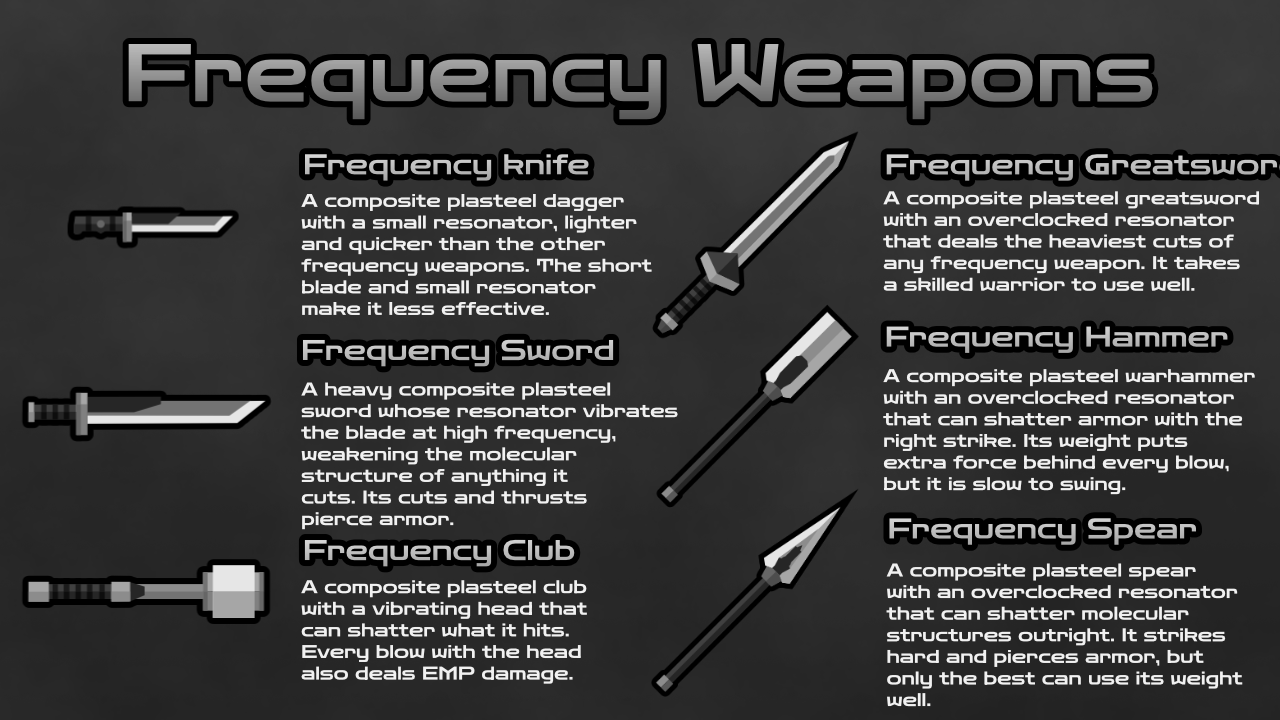 Frequency Weapons
Frequency knife
A composite plasteel dagger
with a small resonator, lighter
and quicker than the other
frequency weapons. The short
blade and small resonator
make it less effective.
Frequency Sword
A heavy composite plasteel
sword whose resonator vibrates
the blade at high frequency,
weakening the molecular
structure of anything it
cuts. Its cuts and thrusts
pierce armor.
Frequency Club
A composite plasteel club
with a vibrating head that
can shatter what it hits.
Every blow with the head
also deals EMP damage.
Frequency Greatswor
A composite plasteel greatsword
with an overclocked resonator
that deals the heaviest cuts of
any frequency weapon. It takes
a skilled warrior to use well.
Frequency Hammer
A composite plasteel warhammer
with an overclocked resonator
that can shatter armor with the
right strike. Its weight puts
extra force behind every blow,
but it is slow to swing.
Frequency Spear
A composite plasteel spear
with an overclocked resonator
that can shatter molecular
structures outright. It strikes
hard and pierces armor, but
only the best can use its weight
well.